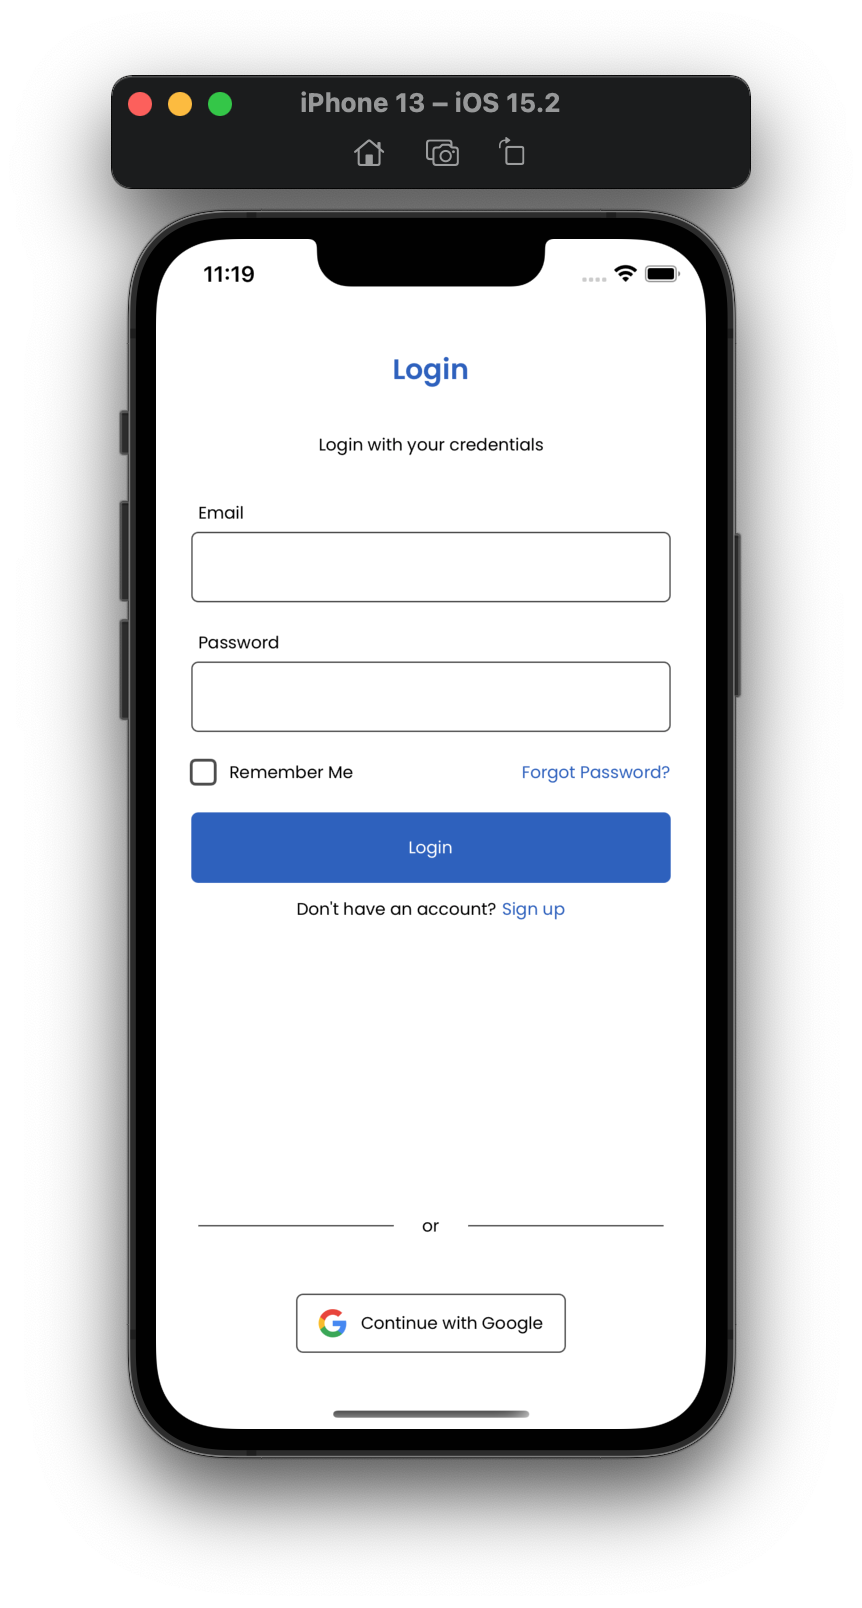 iPhone 13 – iOS 15.2
11:19
Login
Login with your credentials
Email
Password
Remember Me Forgot Password?
Login
Don't have an account? Sign up
or
Continue with Google